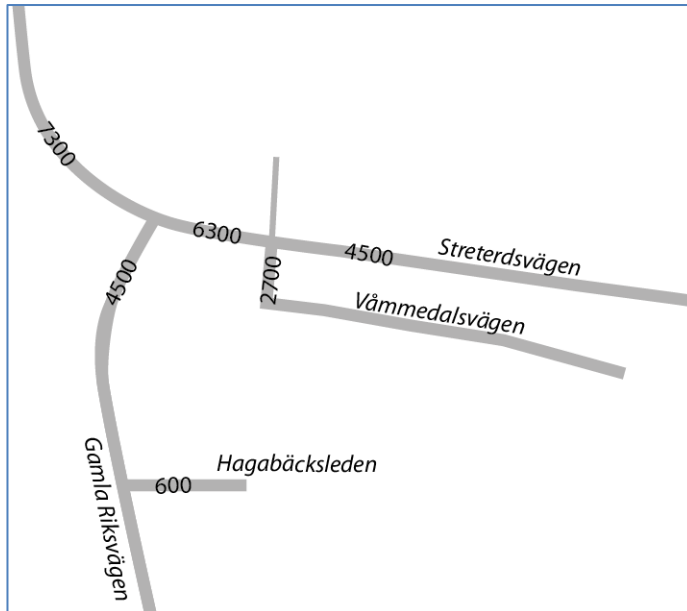 7300
6300
4500
Streterdsvägen
4500
2700
Våmmedalsvägen
Hagabäcksleden
600
Gamla Riksvägen